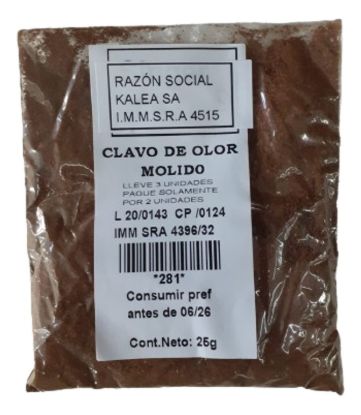 RAZÓN SOCIAL
KALEA SA
I.M.M.S.R.A 4515
CLAVO DE OLOR
MOLIDO
LLEVE 3 UNIDADES
PAGUE SOLAMENTE
POR 2 UNIDADES
L 20/0143 CP /0124
IMM SRA 4396/32
*281*
Consumir pref
antes de 06/26
Cont.Neto: 25g